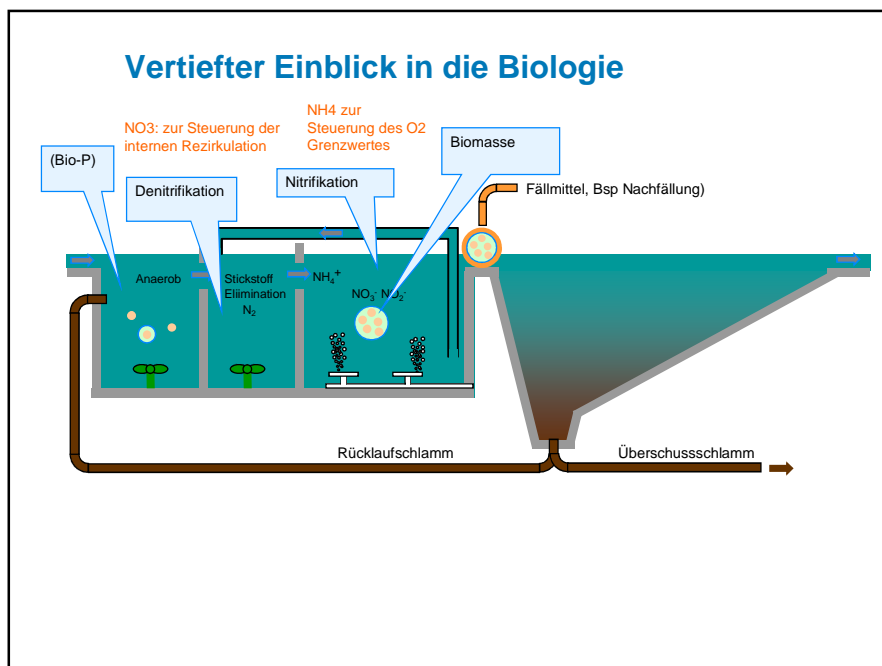 Vertiefter Einblick in die Biologie
NO3: zur Steuerung der
internen Rezirkulation
NH4 zur
Steuerung des O2
Grenzwertes
Biomasse
(Bio-P)
Denitrifikation
Nitrifikation
Fällmittel, Bsp Nachfällung)
Anaerob
Stickstoff
Eliimination
N₂
NH₄⁺
NO₃⁻ NO₂⁻
Rücklaufschlamm
Überschussschlamm